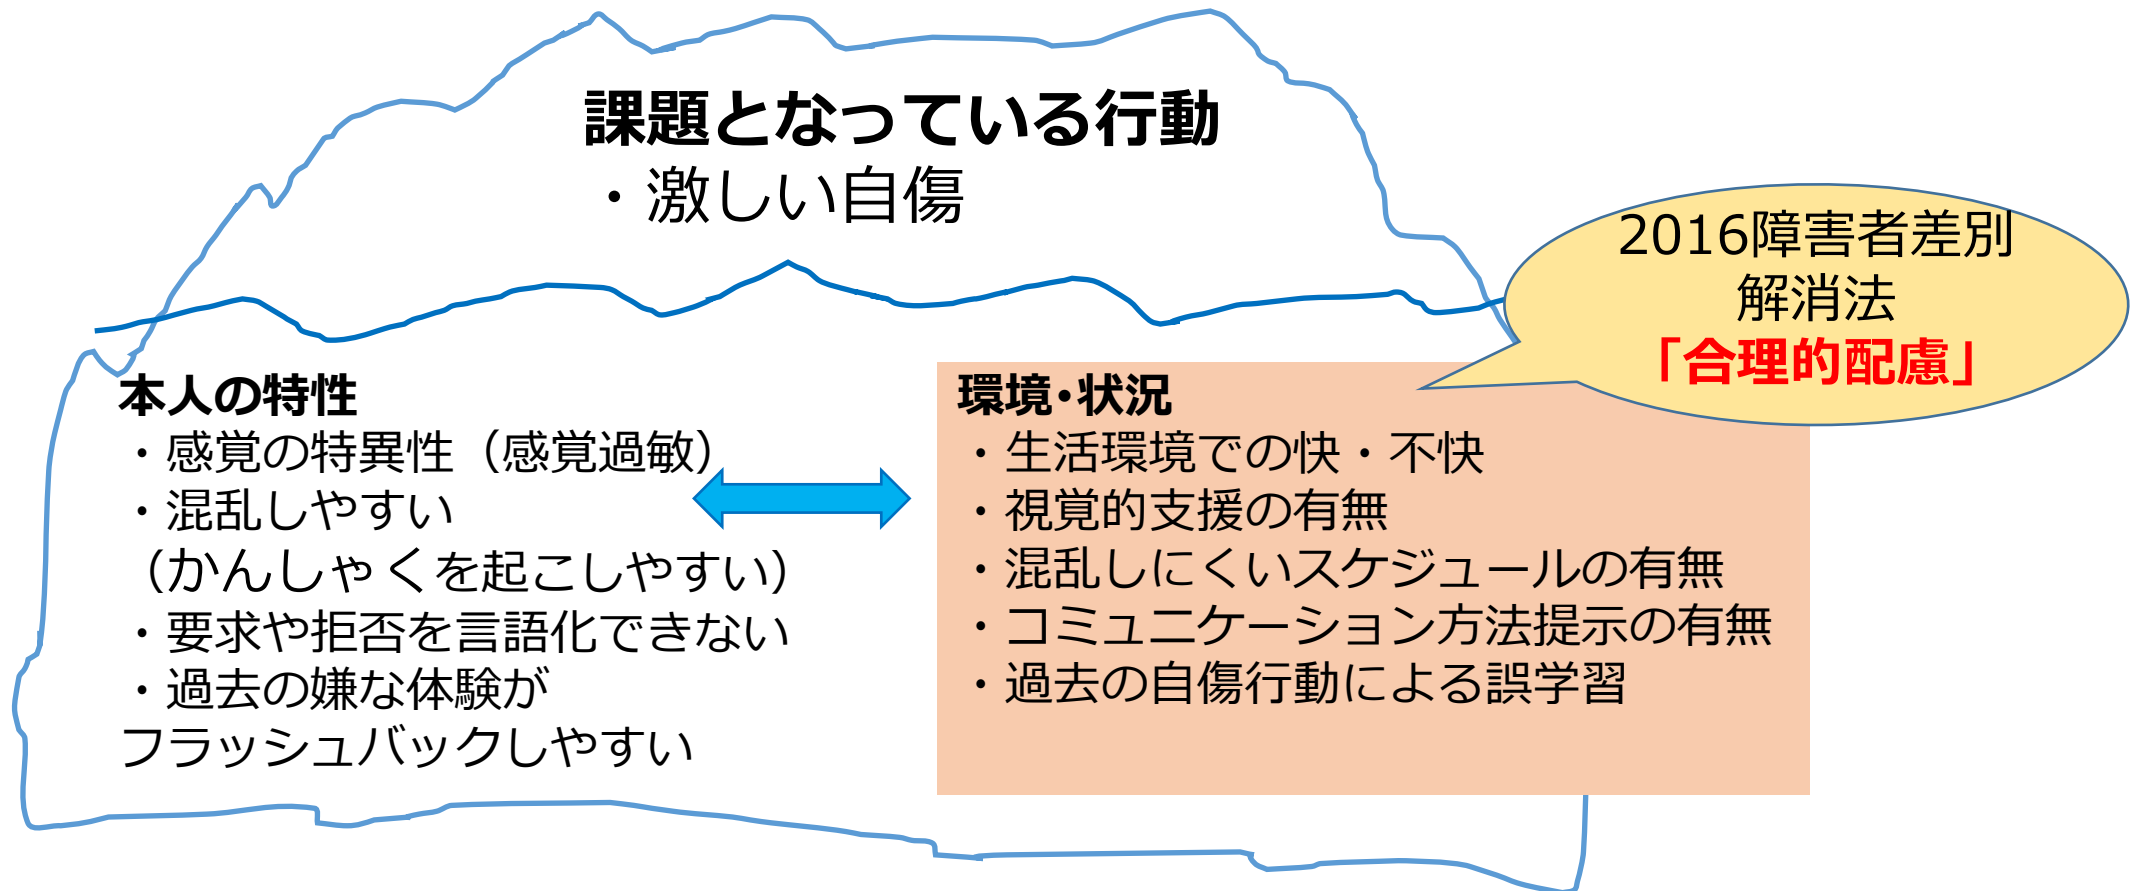 課題となっている行動
・激しい自傷
2016障害者差別
解消法
「合理的配慮」
本人の特性
・感覚の特異性（感覚過敏）
・混乱しやすい
（かんしゃくを起こしやすい）
・要求や拒否を言語化できない
・過去の嫌な体験が
フラッシュバックしやすい
環境・状況
・生活環境での快・不快
・視覚的支援の有無
・混乱しにくいスケジュールの有無
・コミュニケーション方法提示の有無
・過去の自傷行動による誤学習